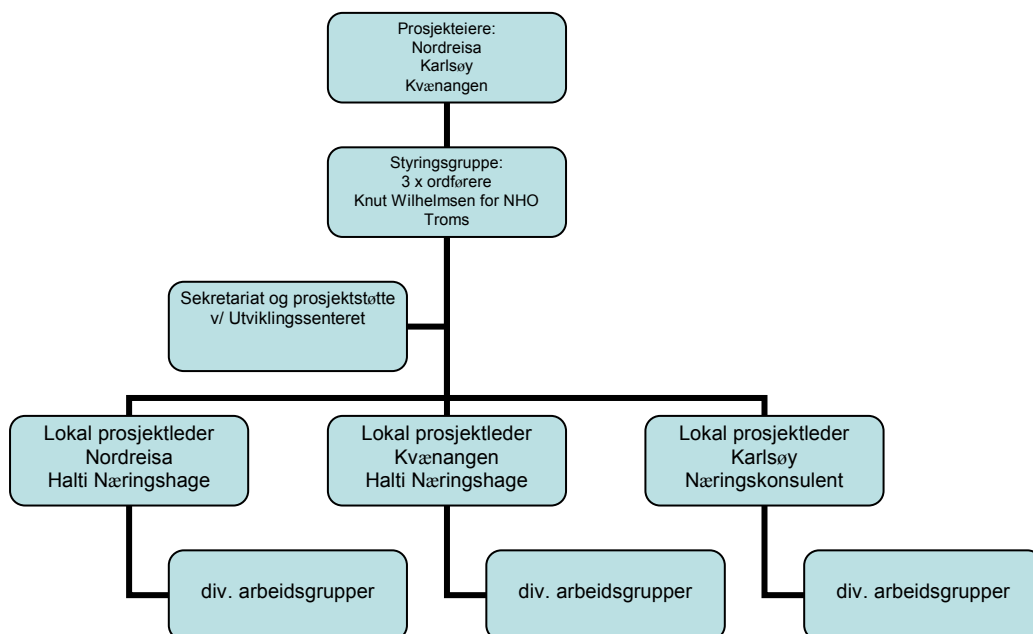 Prosjekteiere:
Nordreisa
Karlsøy
Kvænangen
Styringsgruppe:
3 x ordførere
Knut Wilhelmsen for NHO
Troms
Sekretariat og prosjektstøtte
v/ Utviklingssenteret
Lokal prosjektleder
Nordreisa
Halti Næringshage
Lokal prosjektleder
Kvænangen
Halti Næringshage
Lokal prosjektleder
Karlsøy
Næringskonsulent
div. arbeidsgrupper
div. arbeidsgrupper
div. arbeidsgrupper